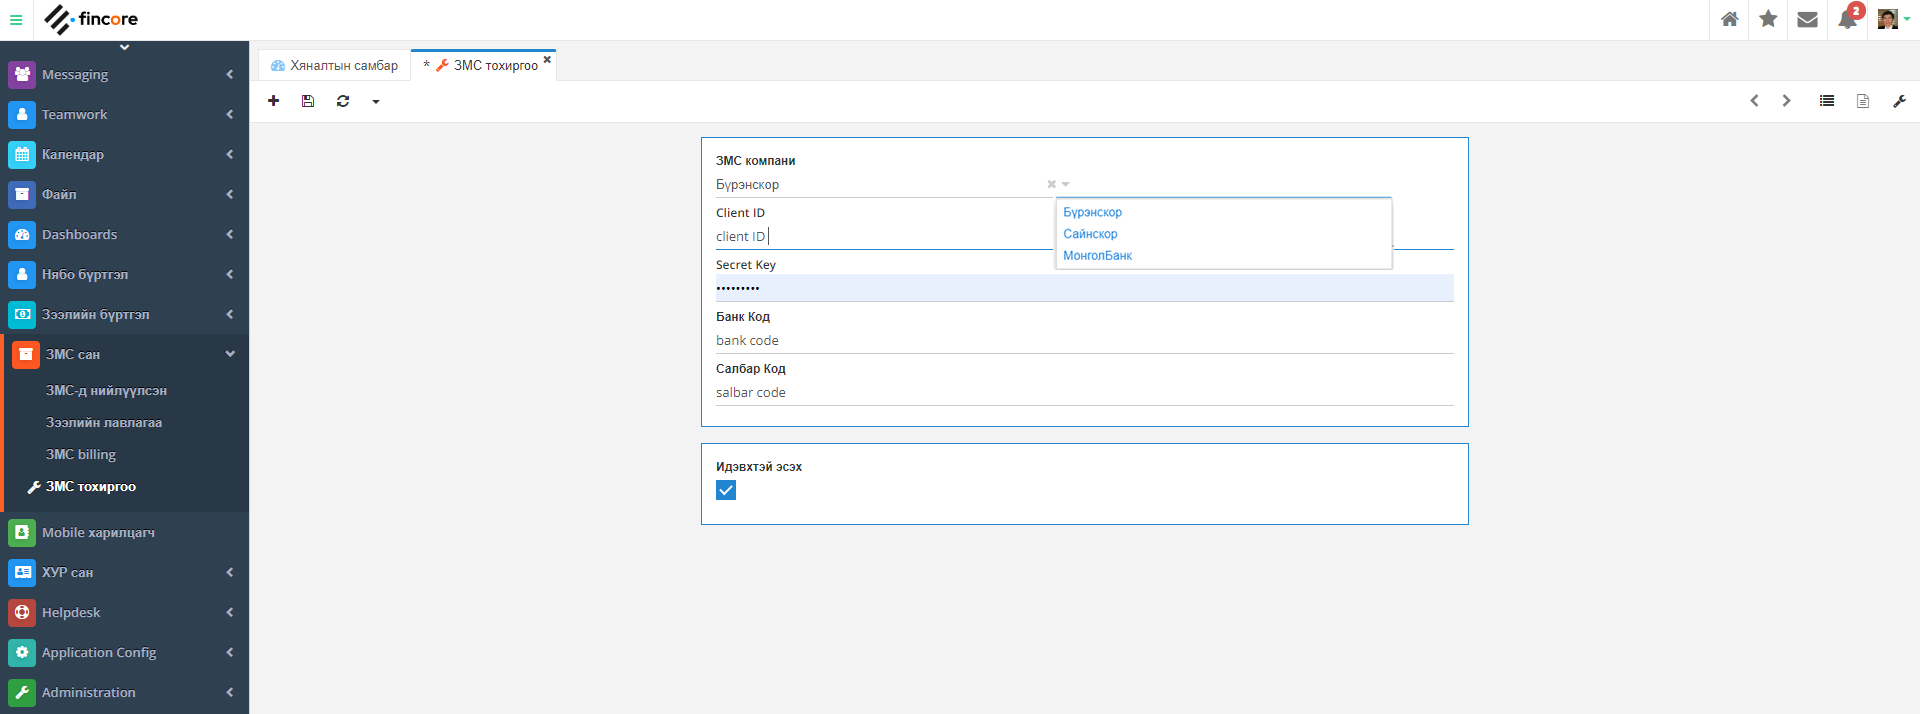 fincore
2
Messaging
Teamwork
Календар
Файл
Dashboards
Нябо бүртгэл
Зээлийн бүртгэл
ЗМС сан
ЗМС-д нийлүүлсэн
Зээлийн лавлагаа
ЗМС billing
ЗМС тохиргоо
Mobile харилцагч
ХУР сан
Helpdesk
Application Config
Administration
Хяналтын самбар
* ЗМС тохиргоо
ЗМС компани
Бүрэнскор
Бүрэнскор
Сайнскор
МонголБанк
Client ID
client ID
Secret Key
•••••••••
Банк Код
bank code
Салбар Код
salbar code
Идэвхтэй эсэх